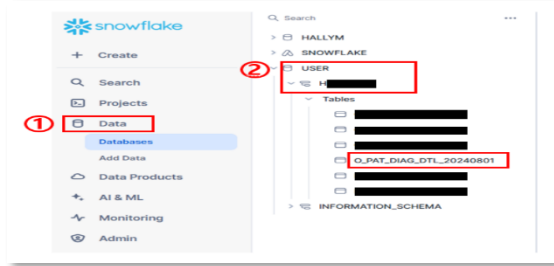 snowflake
+ Create
Search
Projects
① Data
Databases
Add Data
Data Products
AI & ML
Monitoring
Admin
Search
...
HALLYM
SNOWFLAKE
② USER
H
Tables
O_PAT_DIAG_DTL_20240801
INFORMATION_SCHEMA